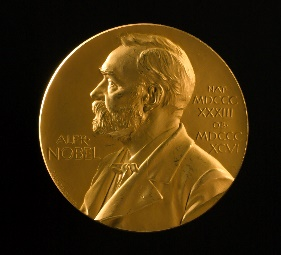 ALFR·
NOBEL
NAT·
MDCCC
XXXIII
OB·
MDCCC
XCVI